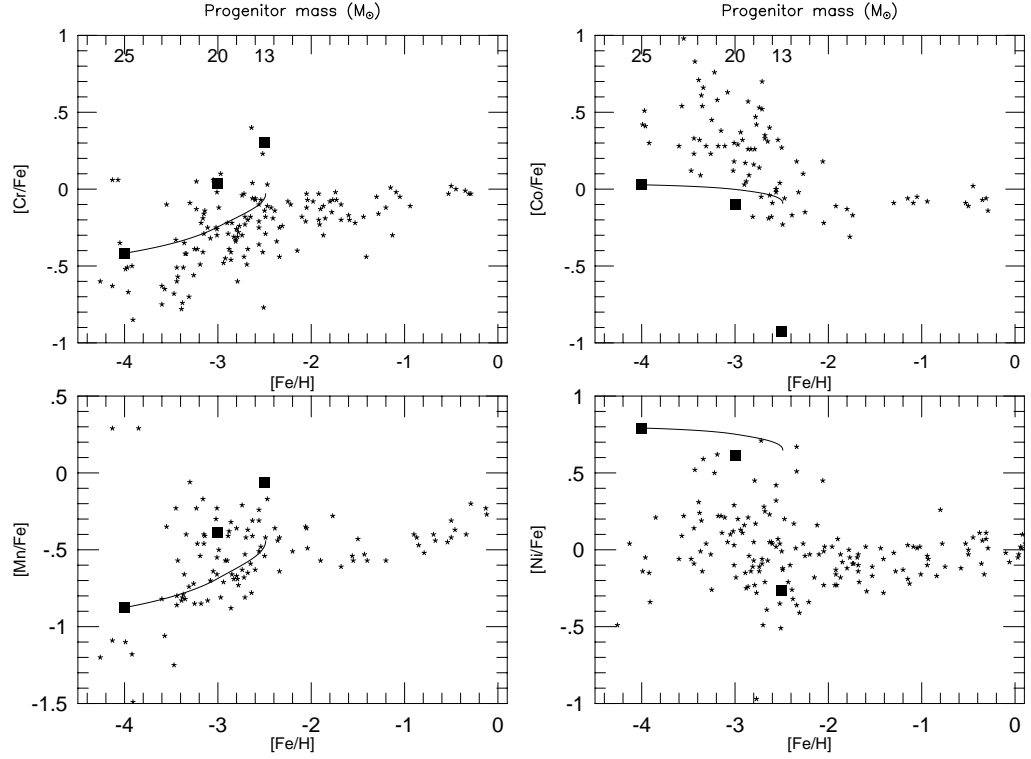 Progenitor mass (M⊙) Progenitor mass (M⊙)
1 25 20 13 1 25 20 13
.5 .5
[Cr/Fe] 0 [Co/Fe] 0
-.5 -.5
-1 -1
-4 -3 -2 -1 0 -4 -3 -2 -1 0
[Fe/H] [Fe/H]
.5 1
0 .5
[Mn/Fe] -.5 [Ni/Fe] 0
-1 -.5
-1.5 -1
-4 -3 -2 -1 0 -4 -3 -2 -1 0
[Fe/H] [Fe/H]